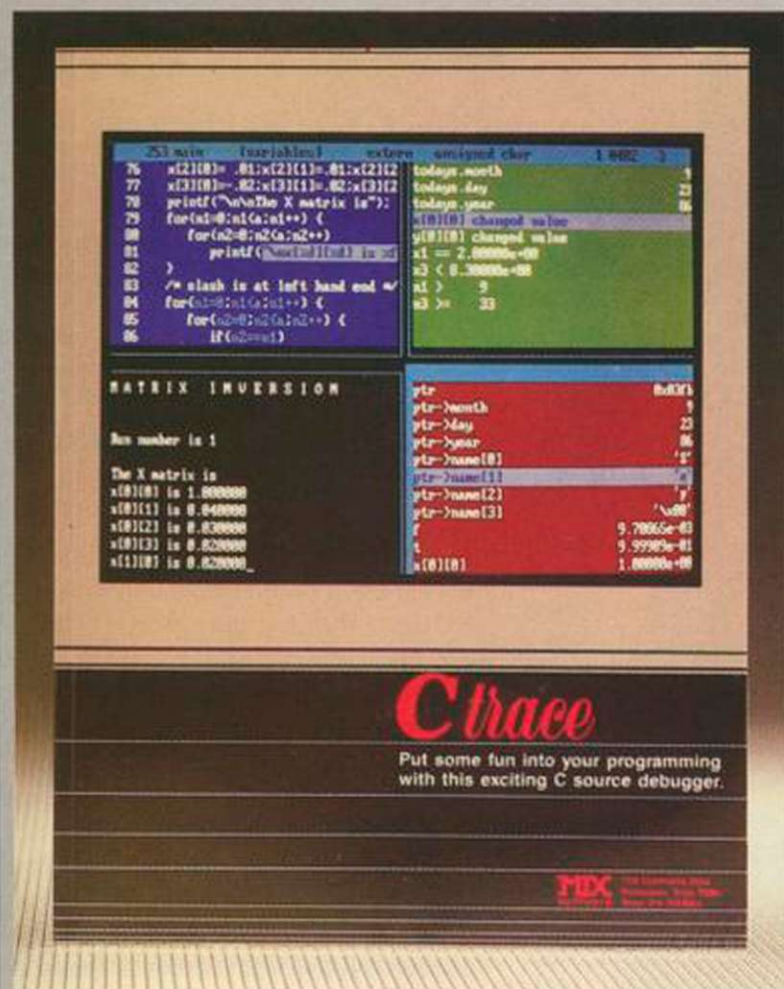 253 main (variables) extern unsigned char
76 x[2][0]= .01;x[2][1]=.01;x[2][2
77 x[3][0]=-.02;x[3][1]=.02;x[3][2
78 printf("\n\nThe X matrix is");
79 for(n1=0;n1<a;n1++) {
80 for(n2=0;n2<a;n2++)
81 printf(
82 }
83 /* slash is at left hand end */
84 for(n1=0;n1<a;n1++) {
85 for(n2=0;n2<a;n2++) {
86 if(n2==n1)
todays.month 9
todays.day 23
todays.year 86
x[0][0] changed value
y[0][0] changed value
x1 == 2.00000e+00
x3 < 8.30000e+00
n1 > 9
n3 >= 33
MATRIX INVERSION
Run number is 1
The X matrix is
x[0][0] is 1.000000
x[0][1] is 0.040000
x[0][2] is 0.030000
x[0][3] is 0.020000
x[1][0] is 0.020000_
ptr
ptr->month 9
ptr->day 23
ptr->year 86
ptr->name[0] 'S'
ptr->name[1] 'a'
ptr->name[2] 'y'
ptr->name[3] '\x00'
f 9.70065e-03
t 9.99909e-01
x[0][0] 1.00000e+00
C trace
Put some fun into your programming
with this exciting C source debugger.
MIX